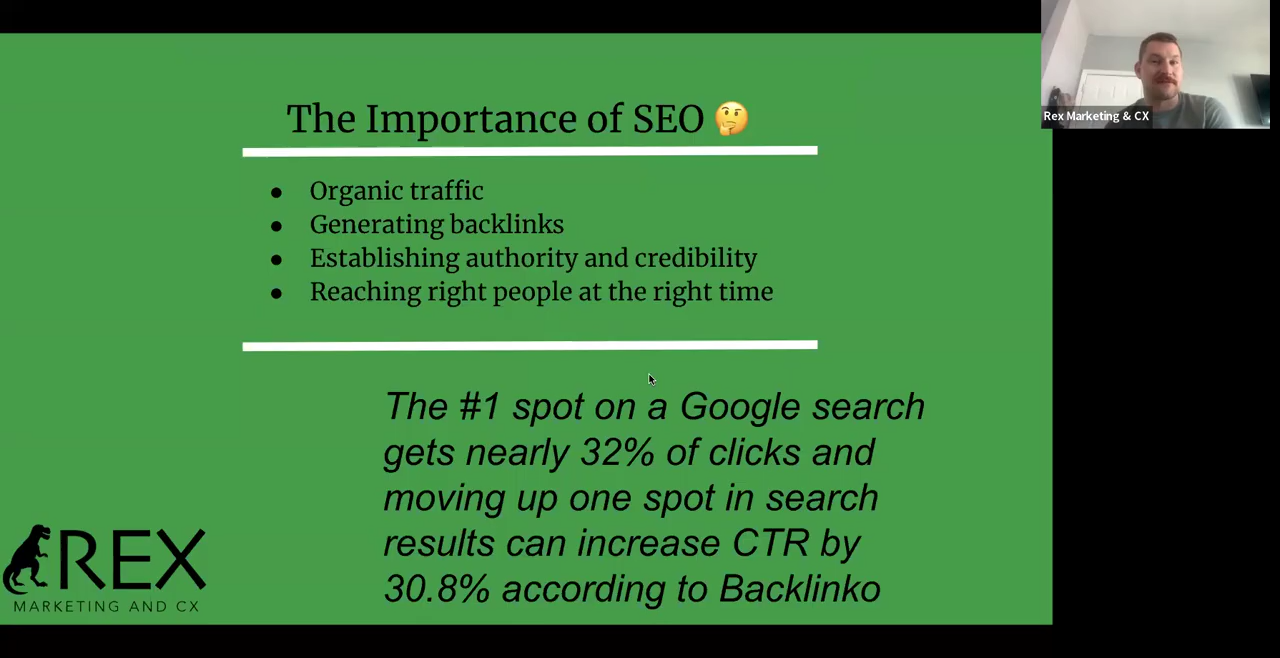 The Importance of SEO 🤔
Rex Marketing & CX
● Organic traffic
● Generating backlinks
● Establishing authority and credibility
● Reaching right people at the right time
The #1 spot on a Google search
gets nearly 32% of clicks and
moving up one spot in search
results can increase CTR by
30.8% according to Backlinko
REX
MARKETING AND CX